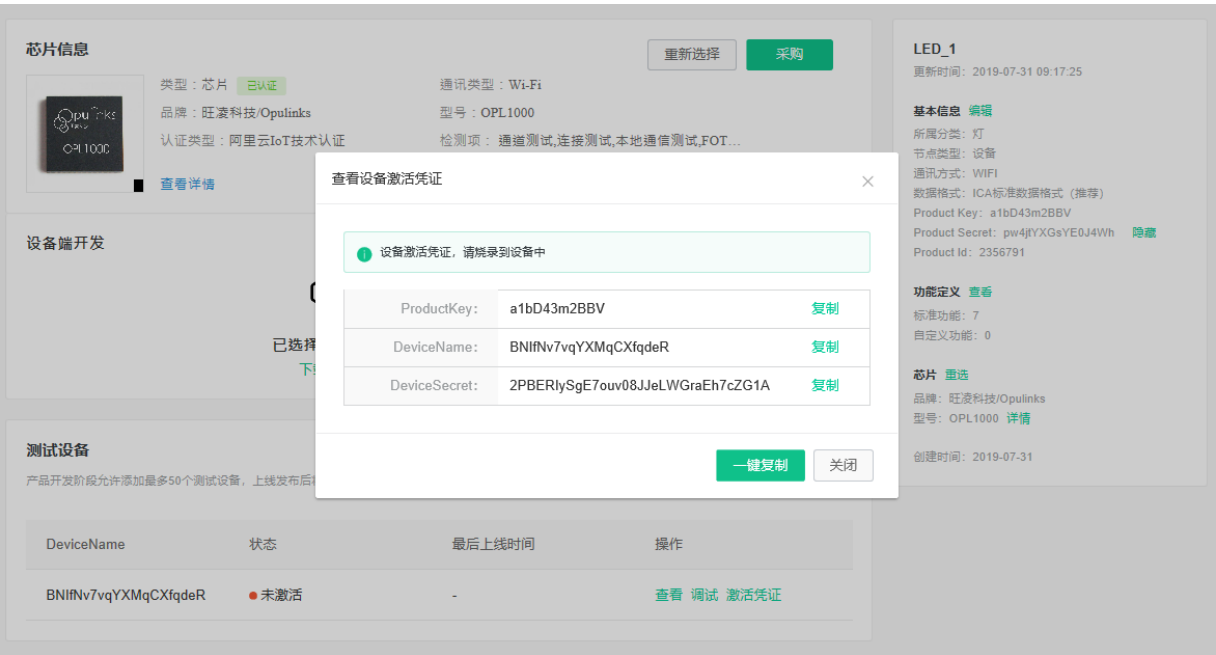 芯片信息
重新选择
采购
类型：芯片 已认证
通讯类型：Wi-Fi
品牌：旺凌科技/Opulinks
型号：OPL1000
认证类型：阿里云IoT技术认证
检测项：通道测试,连接测试,本地通信测试,FOT...
查看详情
设备端开发
已选择
测试设备
产品开发阶段允许添加最多50个测试设备，上线发布后
DeviceName
状态
最后上线时间
操作
BNlfNv7vqYXMqCXfqdeR
未激活
-
查看 调试 激活凭证
查看设备激活凭证
设备激活凭证，请烧录到设备中
ProductKey: a1bD43m2BBV 复制
DeviceName: BNlfNv7vqYXMqCXfqdeR 复制
DeviceSecret: 2PBERlySgE7ouv08JJeLWGraEh7cZG1A 复制
一键复制
关闭
LED_1
更新时间：2019-07-31 09:17:25
基本信息 编辑
所属分类：灯
节点类型：设备
通讯方式：WIFI
数据格式：ICA标准数据格式（推荐）
Product Key：a1bD43m2BBV
Product Secret：pw4jtYXGsYE0J4Wh 隐藏
Product Id：2356791
功能定义 查看
标准功能：7
自定义功能：0
芯片 重选
品牌：旺凌科技/Opulinks
型号：OPL1000 详情
创建时间：2019-07-31